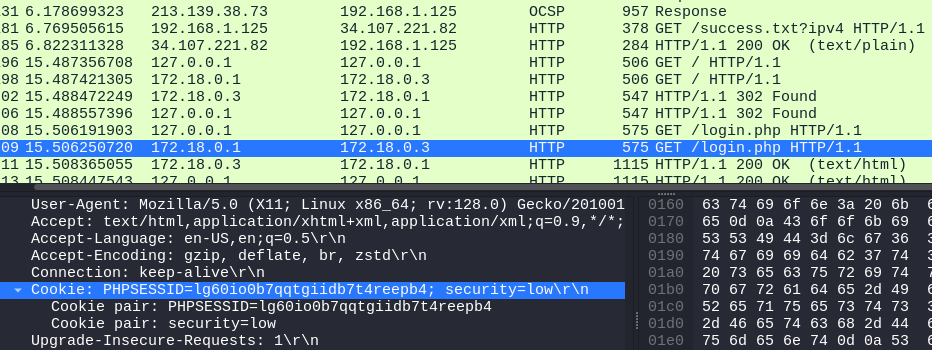 31 6.178699323 213.139.38.73 192.168.1.125 OCSP 957 Response
81 6.769505615 192.168.1.125 34.107.221.82 HTTP 378 GET /success.txt?ipv4 HTTP/1.1
85 6.822311328 34.107.221.82 192.168.1.125 HTTP 284 HTTP/1.1 200 OK (text/plain)
96 15.487356708 127.0.0.1 127.0.0.1 HTTP 506 GET / HTTP/1.1
98 15.487421305 172.18.0.1 172.18.0.3 HTTP 506 GET / HTTP/1.1
02 15.488472249 172.18.0.3 172.18.0.1 HTTP 547 HTTP/1.1 302 Found
06 15.488557396 127.0.0.1 127.0.0.1 HTTP 547 HTTP/1.1 302 Found
08 15.506191903 127.0.0.1 127.0.0.1 HTTP 575 GET /login.php HTTP/1.1
09 15.506250720 172.18.0.1 172.18.0.3 HTTP 575 GET /login.php HTTP/1.1
11 15.508365055 172.18.0.3 172.18.0.1 HTTP 1115 HTTP/1.1 200 OK (text/html)
13 15.508447543 127.0.0.1 127.0.0.1 HTTP 1115 HTTP/1.1 200 OK (text/html)
User-Agent: Mozilla/5.0 (X11; Linux x86_64; rv:128.0) Gecko/201001
Accept: text/html,application/xhtml+xml,application/xml;q=0.9,*/*;
Accept-Language: en-US,en;q=0.5\r\n
Accept-Encoding: gzip, deflate, br, zstd\r\n
Connection: keep-alive\r\n
Cookie: PHPSESSID=lg60io0b7qqtgiidb7t4reepb4; security=low\r\n
Cookie pair: PHPSESSID=lg60io0b7qqtgiidb7t4reepb4
Cookie pair: security=low
Upgrade-Insecure-Requests: 1\r\n
0160 63 74 69 6f 6e 3a 20 6b
0170 65 0d 0a 43 6f 6f 6b 69
0180 53 53 49 44 3d 6c 67 36
0190 74 67 69 69 64 62 37 74
01a0 20 73 65 63 75 72 69 74
01b0 70 67 72 61 64 65 2d 49
01c0 52 65 71 75 65 73 74 73
01d0 2d 46 65 74 63 68 2d 44
01e0 75 6d 65 6e 74 0d 0a 53